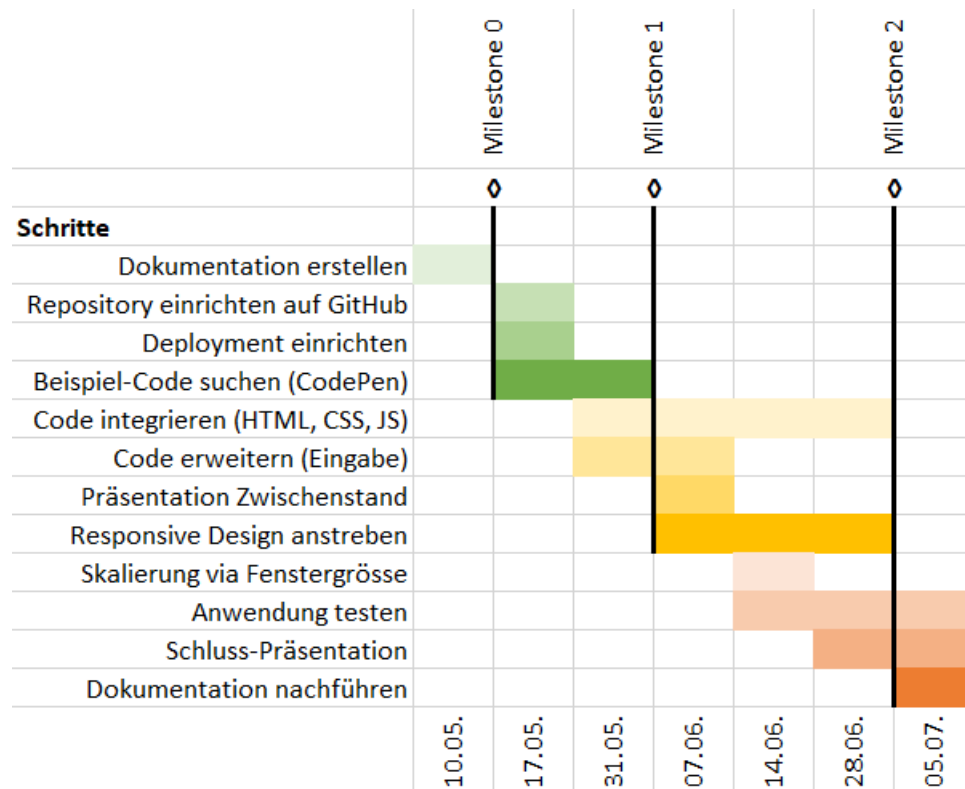 Milestone 0
Milestone 1
Milestone 2
◊ ◊ ◊
Schritte
Dokumentation erstellen
Repository einrichten auf GitHub
Deployment einrichten
Beispiel-Code suchen (CodePen)
Code integrieren (HTML, CSS, JS)
Code erweitern (Eingabe)
Präsentation Zwischenstand
Responsive Design anstreben
Skalierung via Fenstergrösse
Anwendung testen
Schluss-Präsentation
Dokumentation nachführen
10.05.
17.05.
31.05.
07.06.
14.06.
28.06.
05.07.